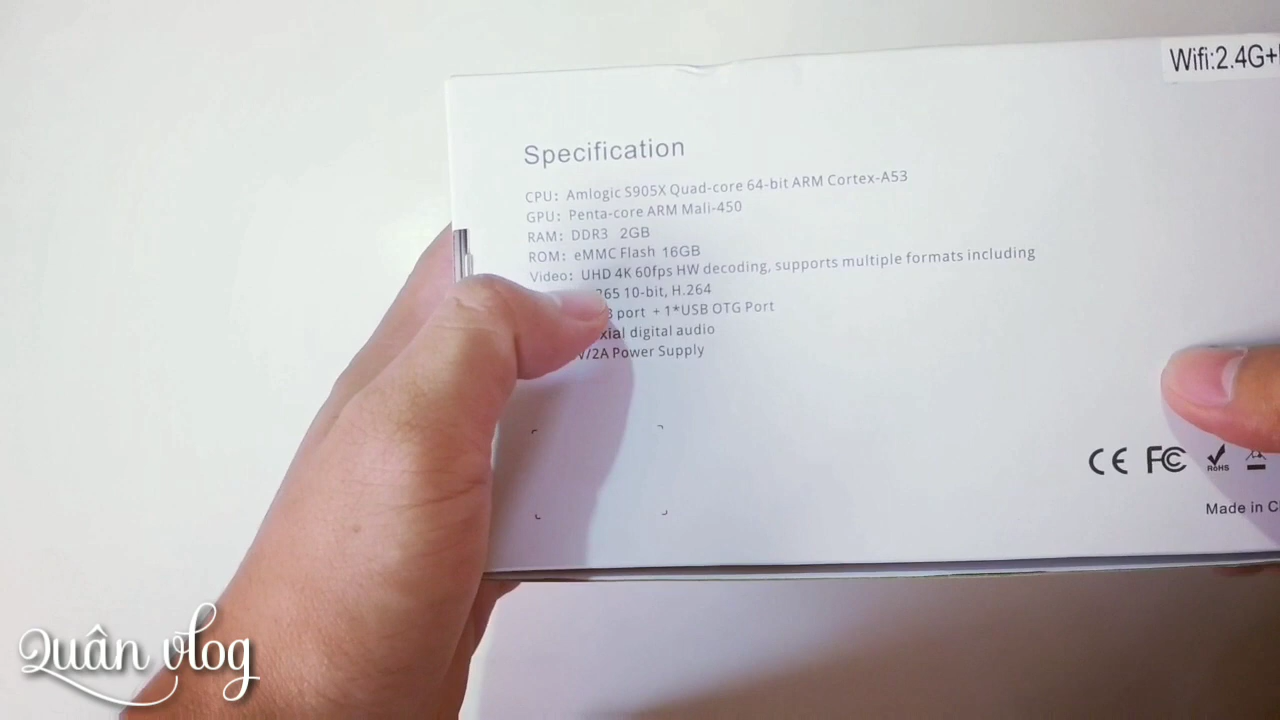 Wifi:2.4G+
Specification
CPU: Amlogic S905X Quad-core 64-bit ARM Cortex-A53
GPU: Penta-core ARM Mali-450
RAM: DDR3 2GB
ROM: eMMC Flash 16GB
Video: UHD 4K 60fps HW decoding, supports multiple formats including
265 10-bit, H.264
port + 1*USB OTG Port
xial digital audio
V/2A Power Supply
CE FC RoHS
Made in C
Quân vlog